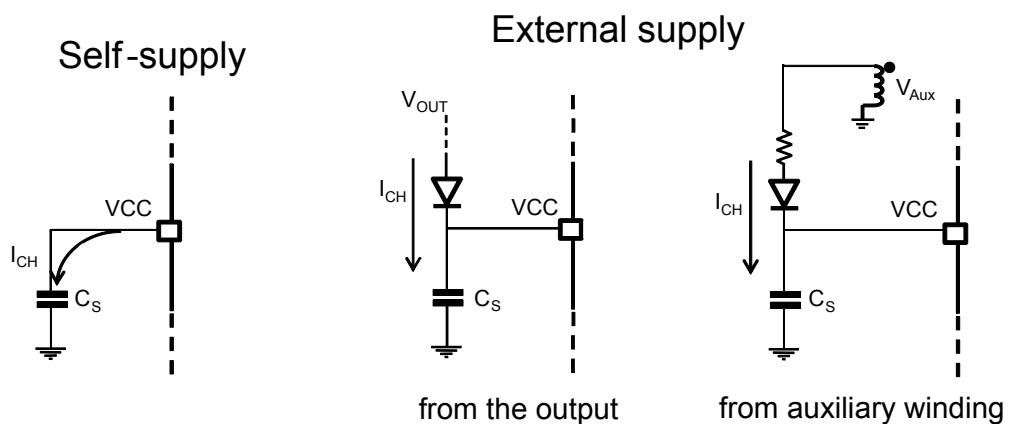 Self-supply
External supply
VCC
I_CH
C_S
V_OUT
I_CH
VCC
C_S
V_Aux
I_CH
VCC
C_S
from the output
from auxiliary winding